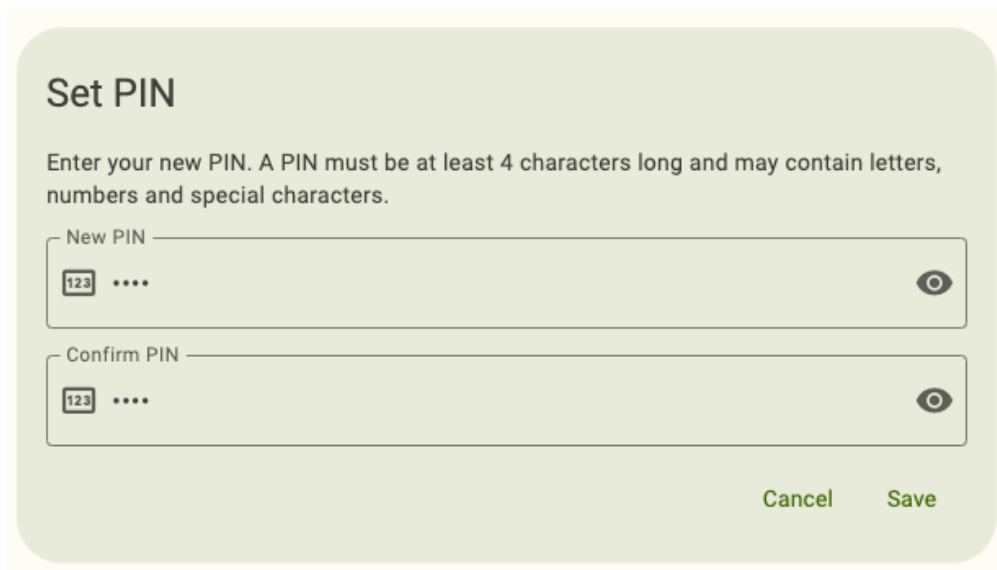 Set PIN
Enter your new PIN. A PIN must be at least 4 characters long and may contain letters,
numbers and special characters.
New PIN
123 ••••
Confirm PIN
123 ••••
Cancel Save